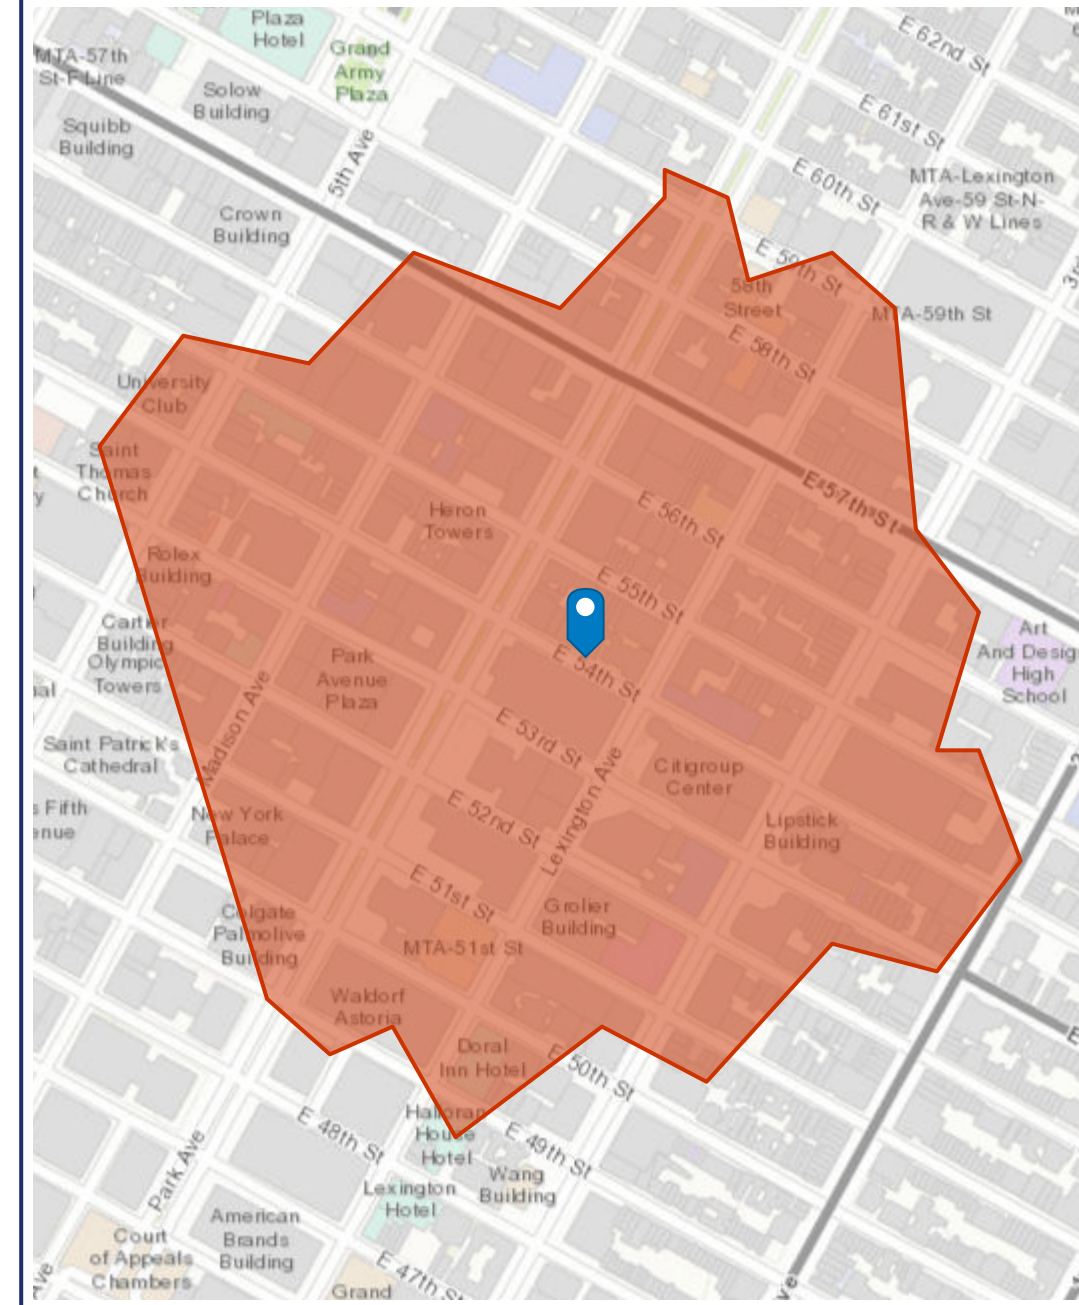 Plaza
Hotel
E 62nd St
MTA-57th
St-F Line
Grand
Army
Plaza
Solow
Building
E 61st St
Squibb
Building
5th Ave
E 60th St
MTA-Lexington
Ave-59 St-N-
R & W Lines
Crown
Building
E 59th St
58th
Street
MTA-59th St
E 58th St
University
Club
Saint
Thomas
Church
E 57th St
E 56th St
Heron
Towers
Rolex
Building
E 55th St
Cartier
Building
Olympic
Towers
Park
Avenue
Plaza
E 54th St
Art
And Desig
High
School
Madison Ave
E 53rd St
Saint Patrick's
Cathedral
Citigroup
Center
Lexington Ave
s Fifth
enue
New York
Palace
E 52nd St
Lipstick
Building
E 51st St
Colgate
Palmolive
Building
Grolier
Building
MTA-51st St
Waldorf
Astoria
Doral
Inn Hotel
E 50th St
Halloran
House
Hotel
E 48th St
E 49th St
Park Ave
Wang
Building
Lexington
Hotel
American
Brands
Building
Court
of Appeals
Chambers
E 47th St
Grand
Ave